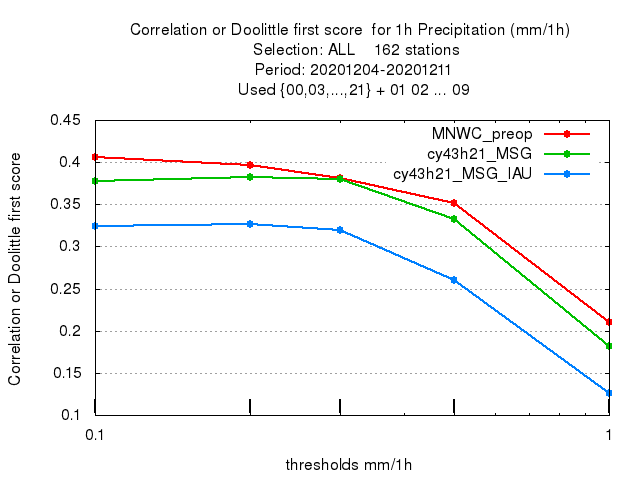 Correlation or Doolittle first score  for 1h Precipitation (mm/1h)
Selection: ALL    162 stations
Period: 20201204-20201211
Used {00,03,...,21} + 01 02 ... 09
MNWC_preop
cy43h21_MSG
cy43h21_MSG_IAU
Correlation or Doolittle first score
0.45
0.4
0.35
0.3
0.25
0.2
0.15
0.1
0.1
1
thresholds mm/1h